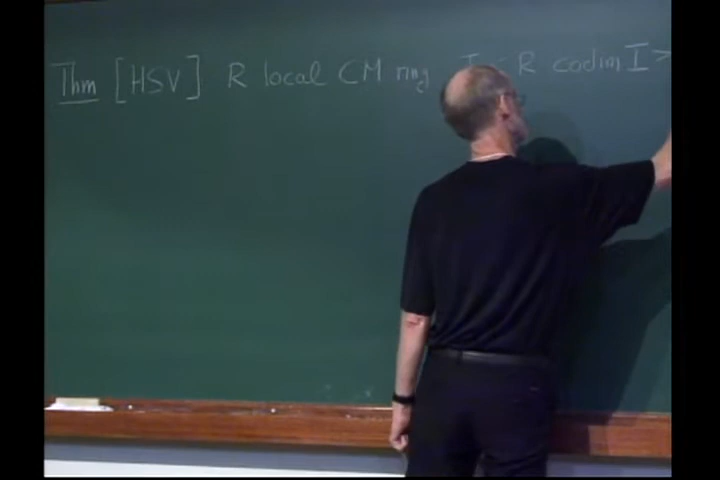 Thm [HSV] R local CM ring I ⊂ R codim I >